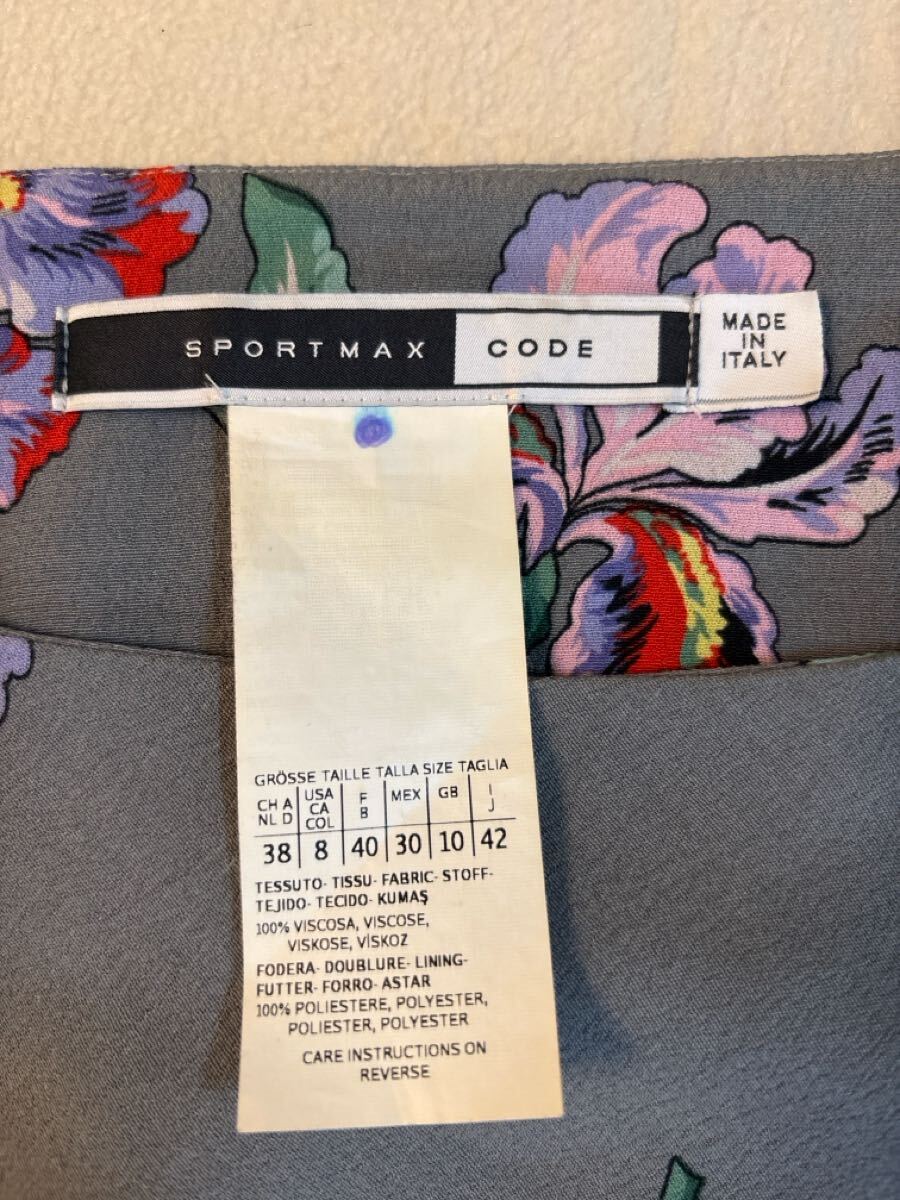 SPORTMAX CODE
MADE
IN
ITALY
GRÖSSE TAILLE TALLA SIZE TAGLIA
CH A USA F MEX GB I
NL D CA B J
COL
38 8 40 30 10 42
TESSUTO- TISSU- FABRIC- STOFF-
TEJIDO- TECIDO- KUMAŞ
100% VISCOSA, VISCOSE,
VISKOSE, VİSKOZ
FODERA- DOUBLURE- LINING-
FUTTER- FORRO- ASTAR
100% POLIESTERE, POLYESTER,
POLIESTER, POLYESTER
CARE INSTRUCTIONS ON
REVERSE